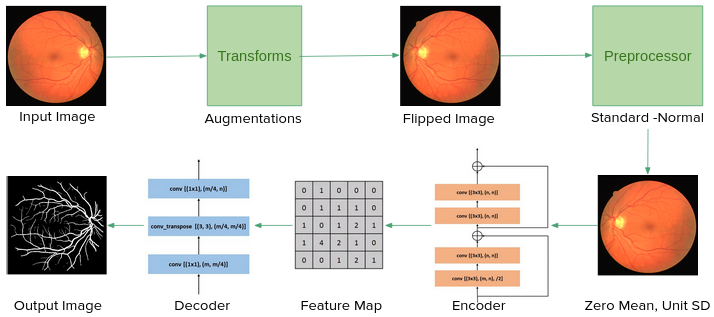 Transforms
Preprocessor
Input Image
Augmentations
Flipped Image
Standard -Normal
conv [(1x1), (m/4, n)]
conv_transpose [(3, 3), (m/4, m/4)]
conv [(1x1), (m, m/4)]
0 1 0 0 0
0 1 1 1 0
1 0 1 2 1
1 4 2 1 0
0 0 1 2 1
conv [(3x3), (n, n)]
conv [(3x3), (n, n)]
conv [(3x3), (n, n)]
conv [(3x3), (m, n), /2]
Output Image
Decoder
Feature Map
Encoder
Zero Mean, Unit SD